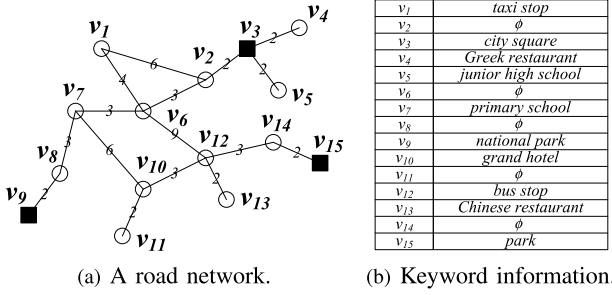 v1
v2
v3
v4
v5
v6
v7
v8
v9
v10
v11
v12
v13
v14
v15
6
4
2
2
2
3
3
9
3
2
6
3
2
3
2
2
(a) A road network.
v1 taxi stop
v2 ϕ
v3 city square
v4 Greek restaurant
v5 junior high school
v6 ϕ
v7 primary school
v8 ϕ
v9 national park
v10 grand hotel
v11 ϕ
v12 bus stop
v13 Chinese restaurant
v14 ϕ
v15 park
(b) Keyword information.